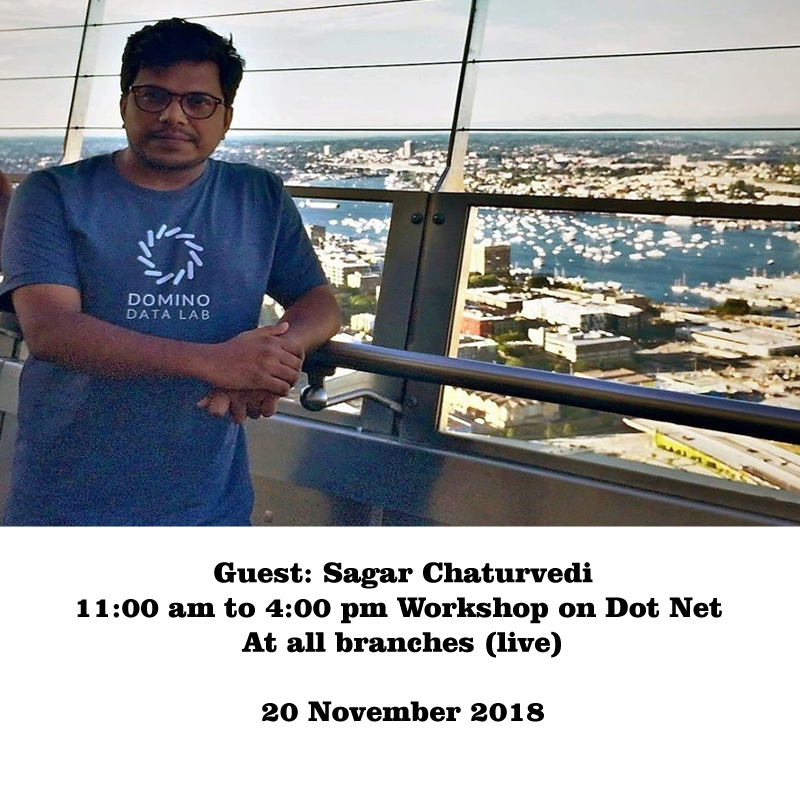 DOMINO
DATA LAB
Guest: Sagar Chaturvedi
11:00 am to 4:00 pm Workshop on Dot Net
At all branches (live)
20 November 2018